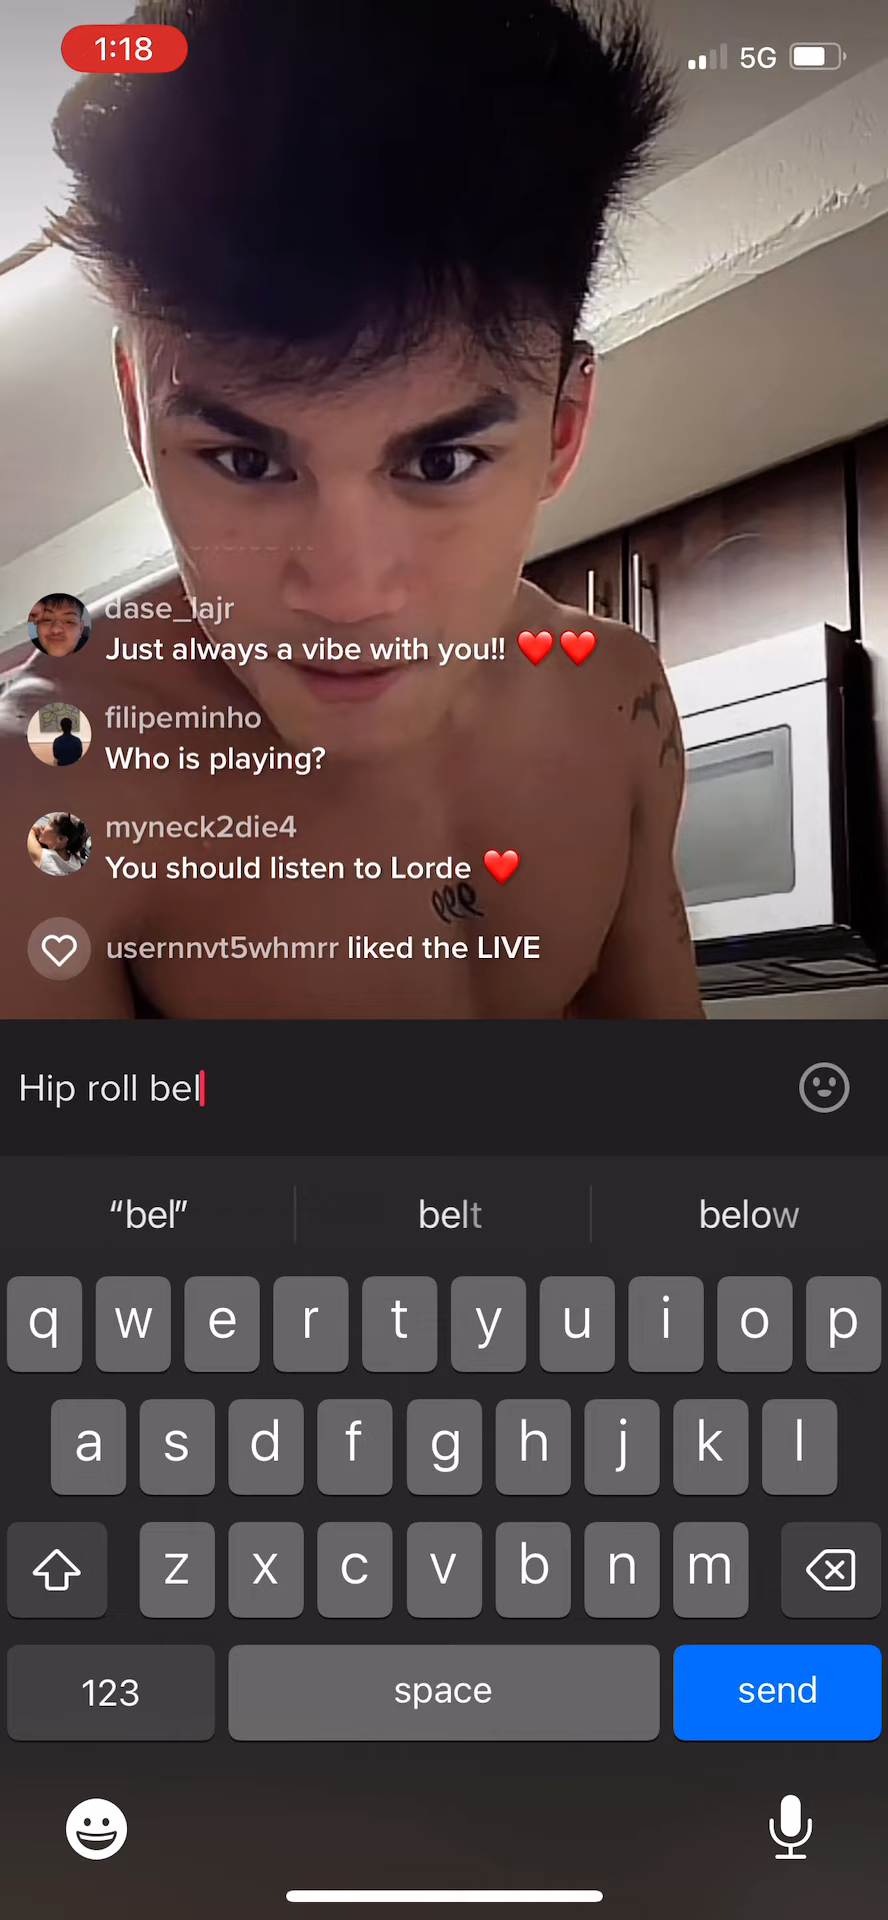 1:18
5G
dase_lajr
Just always a vibe with you!! ❤️❤️
filipeminho
Who is playing?
myneck2die4
You should listen to Lorde ❤️
usernnvt5whmrr liked the LIVE
Hip roll bel
“bel” belt below
q w e r t y u i o p
a s d f g h j k l
z x c v b n m
123 space send